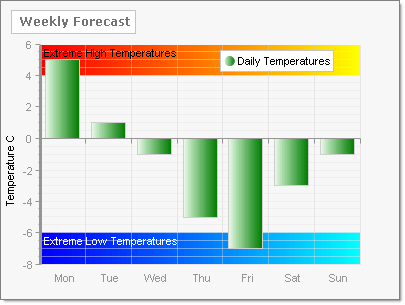 Weekly Forecast
6
Extreme High Temperatures
Daily Temperatures
4
2
0
-2
-4
-6
Extreme Low Temperatures
-8
Temperature C
Mon Tue Wed Thu Fri Sat Sun